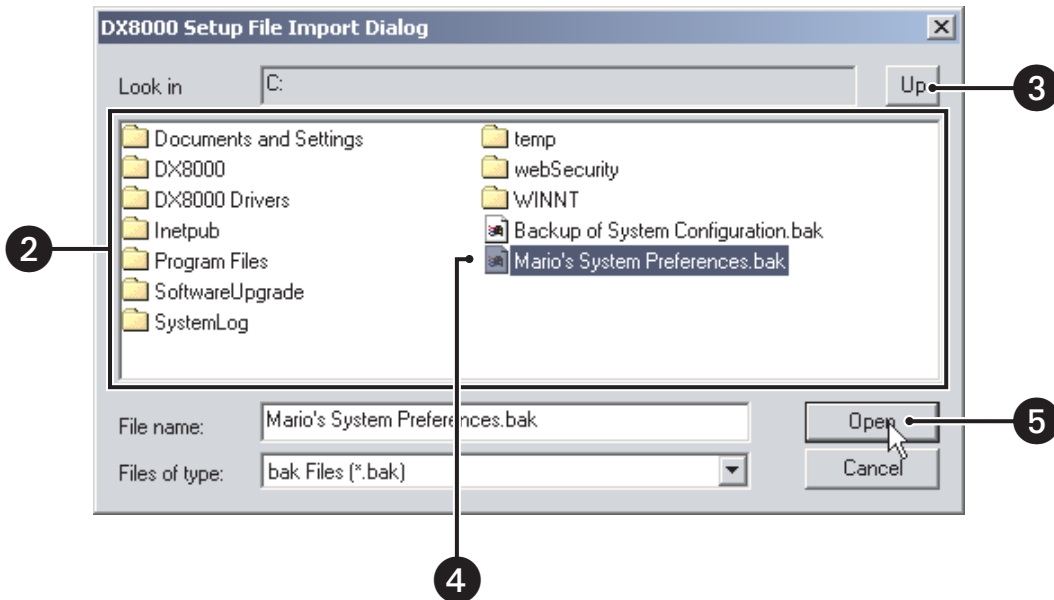 DX8000 Setup File Import Dialog
Look in
C:
Up
3
Documents and Settings
DX8000
DX8000 Drivers
Inetpub
Program Files
SoftwareUpgrade
SystemLog
temp
webSecurity
WINNT
Backup of System Configuration.bak
Mario's System Preferences.bak
2
File name:
Mario's System Preferences.bak
Open
5
Files of type:
bak Files (*.bak)
Cancel
4